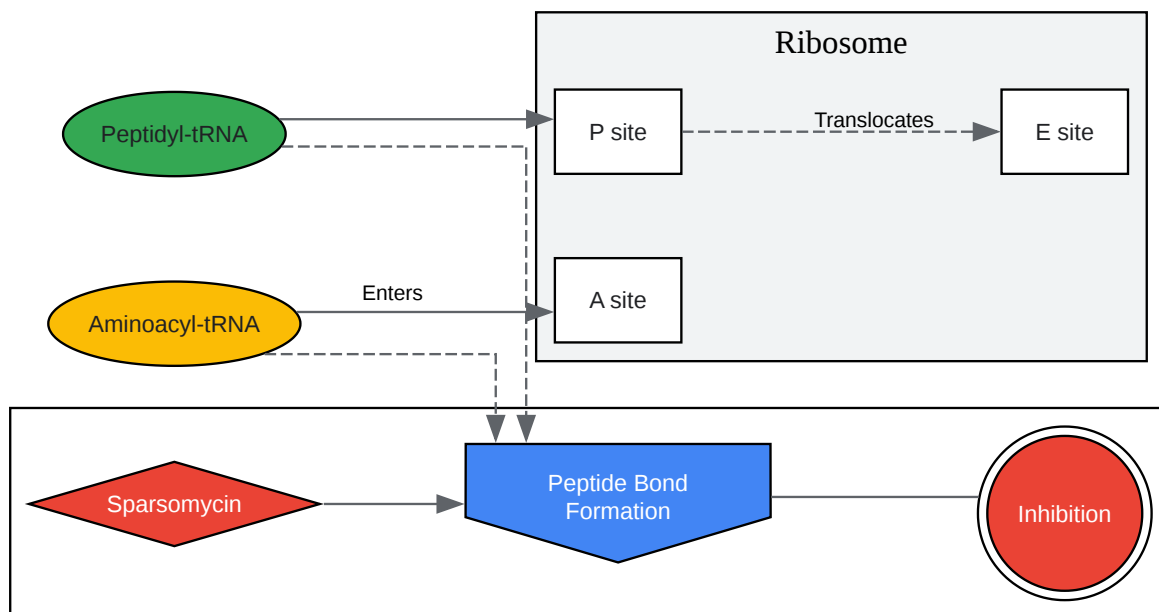 Ribosome
Peptidyl-tRNA
P site
Translocates
E site
Enters
Aminoacyl-tRNA
A site
Sparsomycin
Peptide Bond
Formation
Inhibition